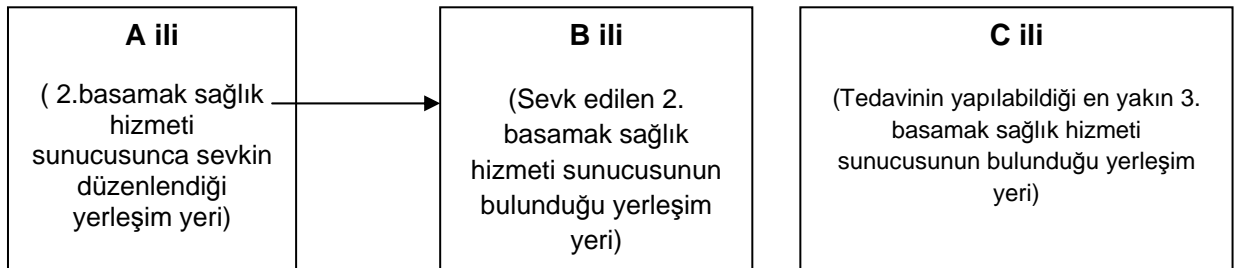 A ili
( 2.basamak sağlık
hizmeti
sunucusunca sevkin
düzenlendiği
yerleşim yeri)
B ili
(Sevk edilen 2.
basamak sağlık
hizmeti sunucusunun
bulunduğu yerleşim
yeri)
C ili
(Tedavinin yapılabildiği en yakın 3.
basamak sağlık hizmeti
sunucusunun bulunduğu yerleşim
yeri)